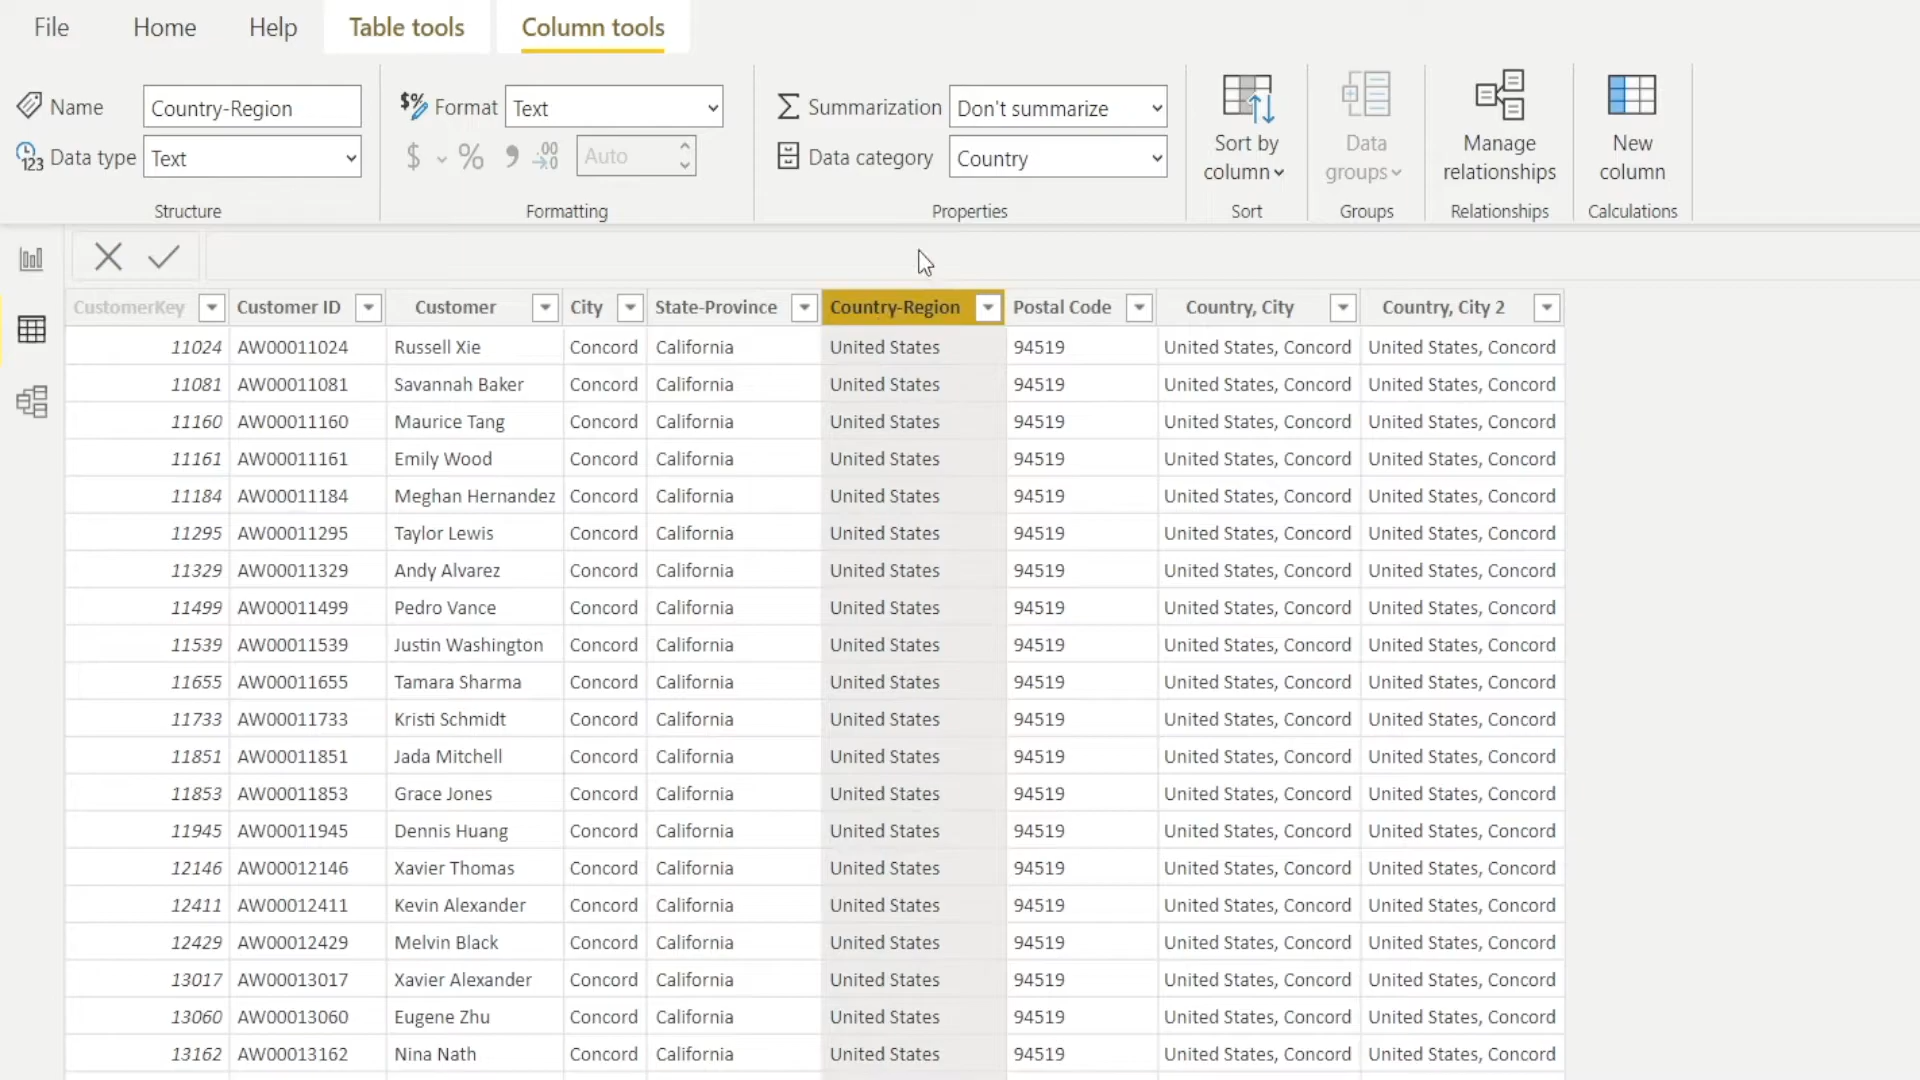 File Home Help Table tools Column tools
Name Country-Region $% Format Text Summarization Don't summarize Sort by column Data groups Manage relationships New column
123 Data type Text $ % , .00 →.0 Auto Data category Country
Structure Formatting Properties Sort Groups Relationships Calculations
CustomerKey Customer ID Customer City State-Province Country-Region Postal Code Country, City Country, City 2
11024 AW00011024 Russell Xie Concord California United States 94519 United States, Concord United States, Concord
11081 AW00011081 Savannah Baker Concord California United States 94519 United States, Concord United States, Concord
11160 AW00011160 Maurice Tang Concord California United States 94519 United States, Concord United States, Concord
11161 AW00011161 Emily Wood Concord California United States 94519 United States, Concord United States, Concord
11184 AW00011184 Meghan Hernandez Concord California United States 94519 United States, Concord United States, Concord
11295 AW00011295 Taylor Lewis Concord California United States 94519 United States, Concord United States, Concord
11329 AW00011329 Andy Alvarez Concord California United States 94519 United States, Concord United States, Concord
11499 AW00011499 Pedro Vance Concord California United States 94519 United States, Concord United States, Concord
11539 AW00011539 Justin Washington Concord California United States 94519 United States, Concord United States, Concord
11655 AW00011655 Tamara Sharma Concord California United States 94519 United States, Concord United States, Concord
11733 AW00011733 Kristi Schmidt Concord California United States 94519 United States, Concord United States, Concord
11851 AW00011851 Jada Mitchell Concord California United States 94519 United States, Concord United States, Concord
11853 AW00011853 Grace Jones Concord California United States 94519 United States, Concord United States, Concord
11945 AW00011945 Dennis Huang Concord California United States 94519 United States, Concord United States, Concord
12146 AW00012146 Xavier Thomas Concord California United States 94519 United States, Concord United States, Concord
12411 AW00012411 Kevin Alexander Concord California United States 94519 United States, Concord United States, Concord
12429 AW00012429 Melvin Black Concord California United States 94519 United States, Concord United States, Concord
13017 AW00013017 Xavier Alexander Concord California United States 94519 United States, Concord United States, Concord
13060 AW00013060 Eugene Zhu Concord California United States 94519 United States, Concord United States, Concord
13162 AW00013162 Nina Nath Concord California United States 94519 United States, Concord United States, Concord